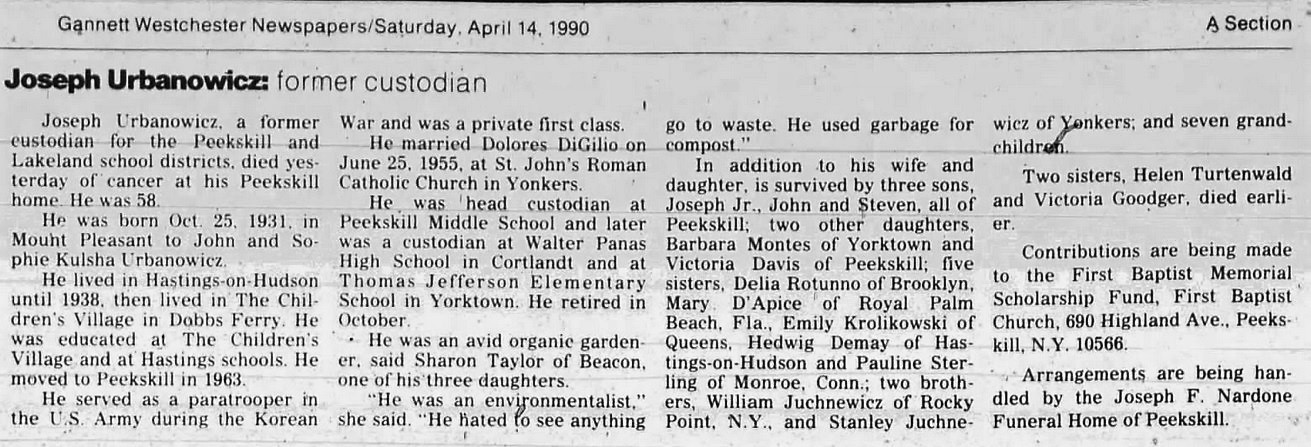 Gannett Westchester Newspapers/Saturday, April 14, 1990
A Section
Joseph Urbanowicz: former custodian
Joseph Urbanowicz, a former
custodian for the Peekskill and
Lakeland school districts, died yes-
terday of cancer at his Peekskill
home. He was 58.
He was born Oct. 25, 1931, in
Mount Pleasant to John and So-
phie Kulsha Urbanowicz.
He lived in Hastings-on-Hudson
until 1938, then lived in The Chil-
dren's Village in Dobbs Ferry. He
was educated at The Children's
Village and at Hastings schools. He
moved to Peekskill in 1963.
He served as a paratrooper in
the U.S. Army during the Korean
War and was a private first class.
He married Dolores DiGilio on
June 25, 1955, at St. John's Roman
Catholic Church in Yonkers.
He was head custodian at
Peekskill Middle School and later
was a custodian at Walter Panas
High School in Cortlandt and at
Thomas Jefferson Elementary
School in Yorktown. He retired in
October.
He was an avid organic garden-
er, said Sharon Taylor of Beacon,
one of his three daughters.
"He was an environmentalist,"
she said. "He hated to see anything
go to waste. He used garbage for
compost."
In addition to his wife and
daughter, is survived by three sons,
Joseph Jr., John and Steven, all of
Peekskill; two other daughters,
Barbara Montes of Yorktown and
Victoria Davis of Peekskill; five
sisters, Delia Rotunno of Brooklyn,
Mary D'Apice of Royal Palm
Beach, Fla., Emily Krolikowski of
Queens, Hedwig Demay of Has-
tings-on-Hudson and Pauline Ster-
ling of Monroe, Conn.; two broth-
ers, William Juchnewicz of Rocky
Point, N.Y., and Stanley Juchne-
wicz of Yonkers; and seven grand-
children.
Two sisters, Helen Turtenwald
and Victoria Goodger, died earli-
er.
Contributions are being made
to the First Baptist Memorial
Scholarship Fund, First Baptist
Church, 690 Highland Ave., Peeks-
kill, N.Y. 10566.
Arrangements are being han-
dled by the Joseph F. Nardone
Funeral Home of Peekskill.